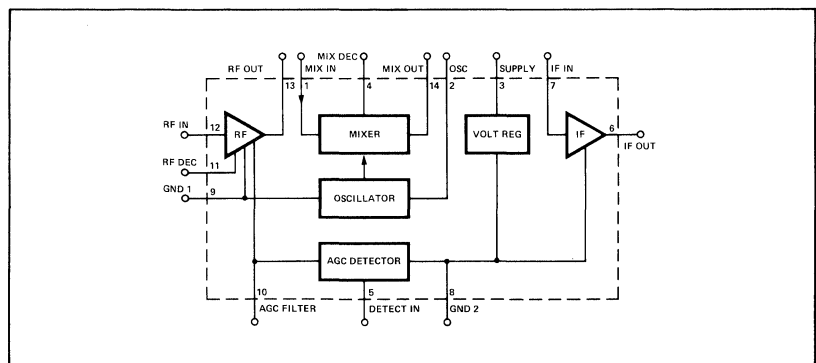 MIX DEC
RF OUT MIX IN MIX OUT OSC SUPPLY IF IN
13 1 4 14 2 3 7
RF IN 12 RF MIXER VOLT REG IF 6 IF OUT
RF DEC 11
GND 1 9 OSCILLATOR
AGC DETECTOR
10 5 8
AGC FILTER DETECT IN GND 2